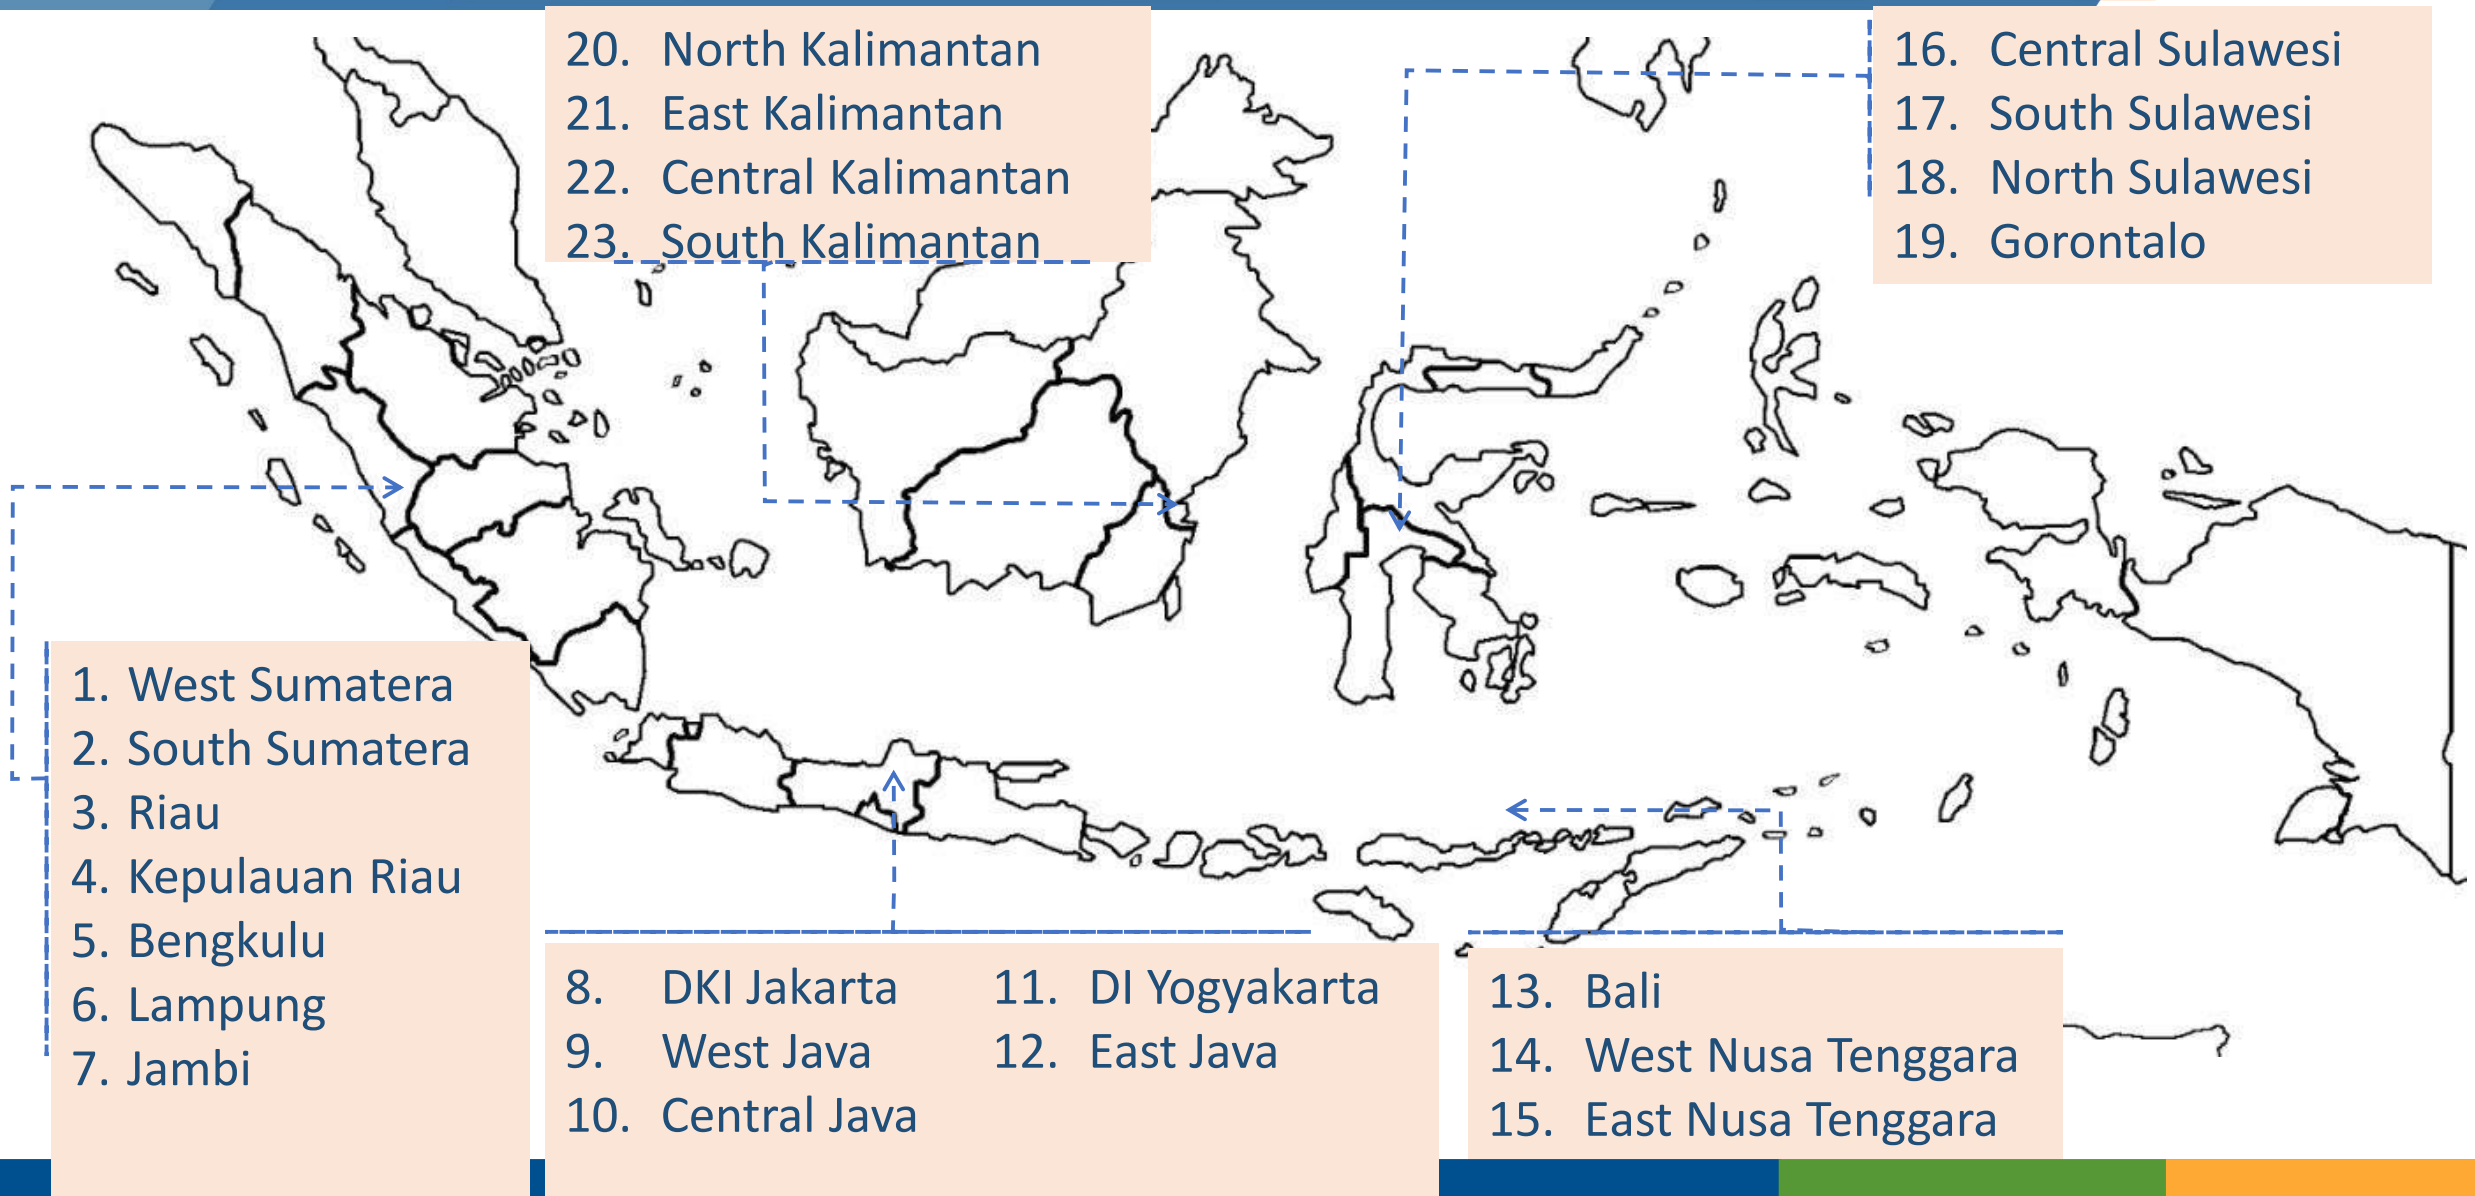 20. North Kalimantan
21. East Kalimantan
22. Central Kalimantan
23. South Kalimantan
16. Central Sulawesi
17. South Sulawesi
18. North Sulawesi
19. Gorontalo
1. West Sumatera
2. South Sumatera
3. Riau
4. Kepulauan Riau
5. Bengkulu
6. Lampung
7. Jambi
8. DKI Jakarta
9. West Java
10. Central Java
11. DI Yogyakarta
12. East Java
13. Bali
14. West Nusa Tenggara
15. East Nusa Tenggara